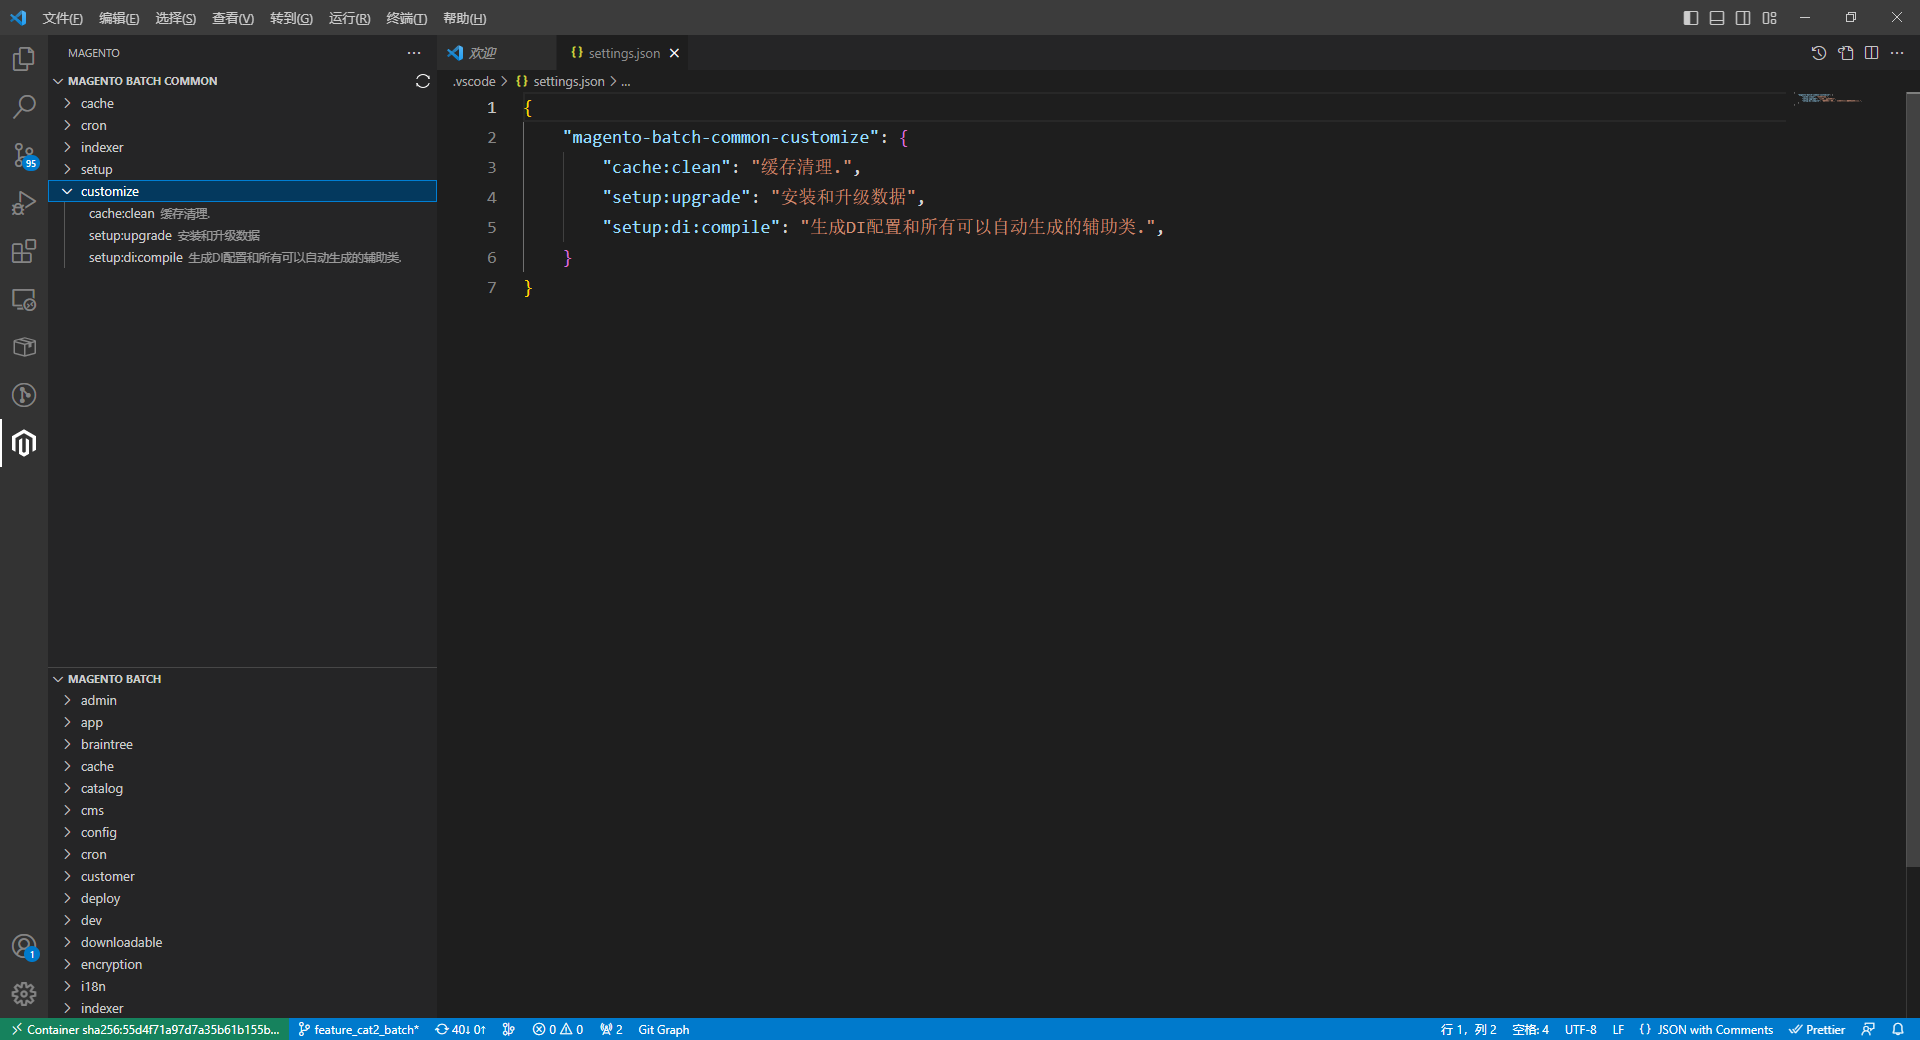 文件(F) 编辑(E) 选择(S) 查看(V) 转到(G) 运行(R) 终端(T) 帮助(H)
MAGENTO
欢迎
settings.json
MAGENTO BATCH COMMON
.vscode > settings.json > ...
cache
cron
indexer
setup
customize
cache:clean 缓存清理.
setup:upgrade 安装和升级数据
setup:di:compile 生成DI配置和所有可以自动生成的辅助类.
1 {
2 "magento-batch-common-customize": {
3 "cache:clean": "缓存清理.",
4 "setup:upgrade": "安装和升级数据",
5 "setup:di:compile": "生成DI配置和所有可以自动生成的辅助类.",
6 }
7 }
95
MAGENTO BATCH
admin
app
braintree
cache
catalog
cms
config
cron
customer
deploy
dev
downloadable
encryption
i18n
indexer
1
Container sha256:55d4f71a97d7a35b61b155b... feature_cat2_batch* 40↓ 0↑ 0 0 2 Git Graph 行 1，列 2 空格: 4 UTF-8 LF {} JSON with Comments Prettier